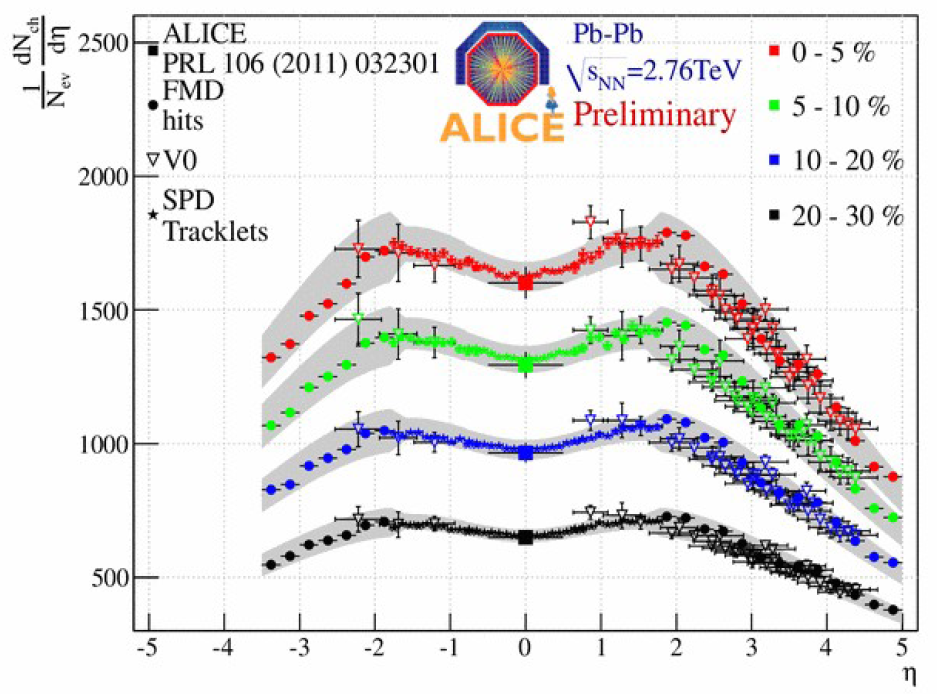 1/N_ev dN_ch/dη
ALICE
PRL 106 (2011) 032301
FMD
hits
V0
SPD
Tracklets
ALICE
Pb-Pb
√s_NN=2.76TeV
Preliminary
0 - 5 %
5 - 10 %
10 - 20 %
20 - 30 %
2500
2000
1500
1000
500
-5 -4 -3 -2 -1 0 1 2 3 4 5
η